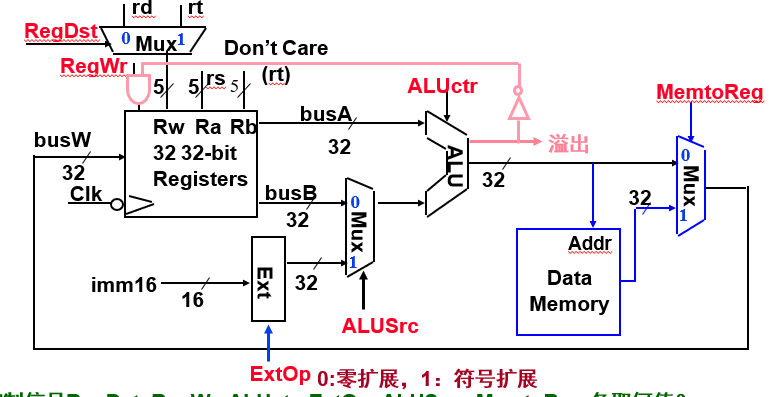 rd rt
RegDst 0 Mux 1
Don't Care
RegWr
5 5 rs 5 (rt)
ALUctr
MemtoReg
busW
Rw Ra Rb
busA
32
32 32-bit
32
溢出
Registers
ALU
32
0
Mux
1
Clk
busB
32
0
Mux
1
32
Addr
Data
Memory
imm16
16
Ext
32
ALUSrc
ExtOp 0:零扩展，1：符号扩展